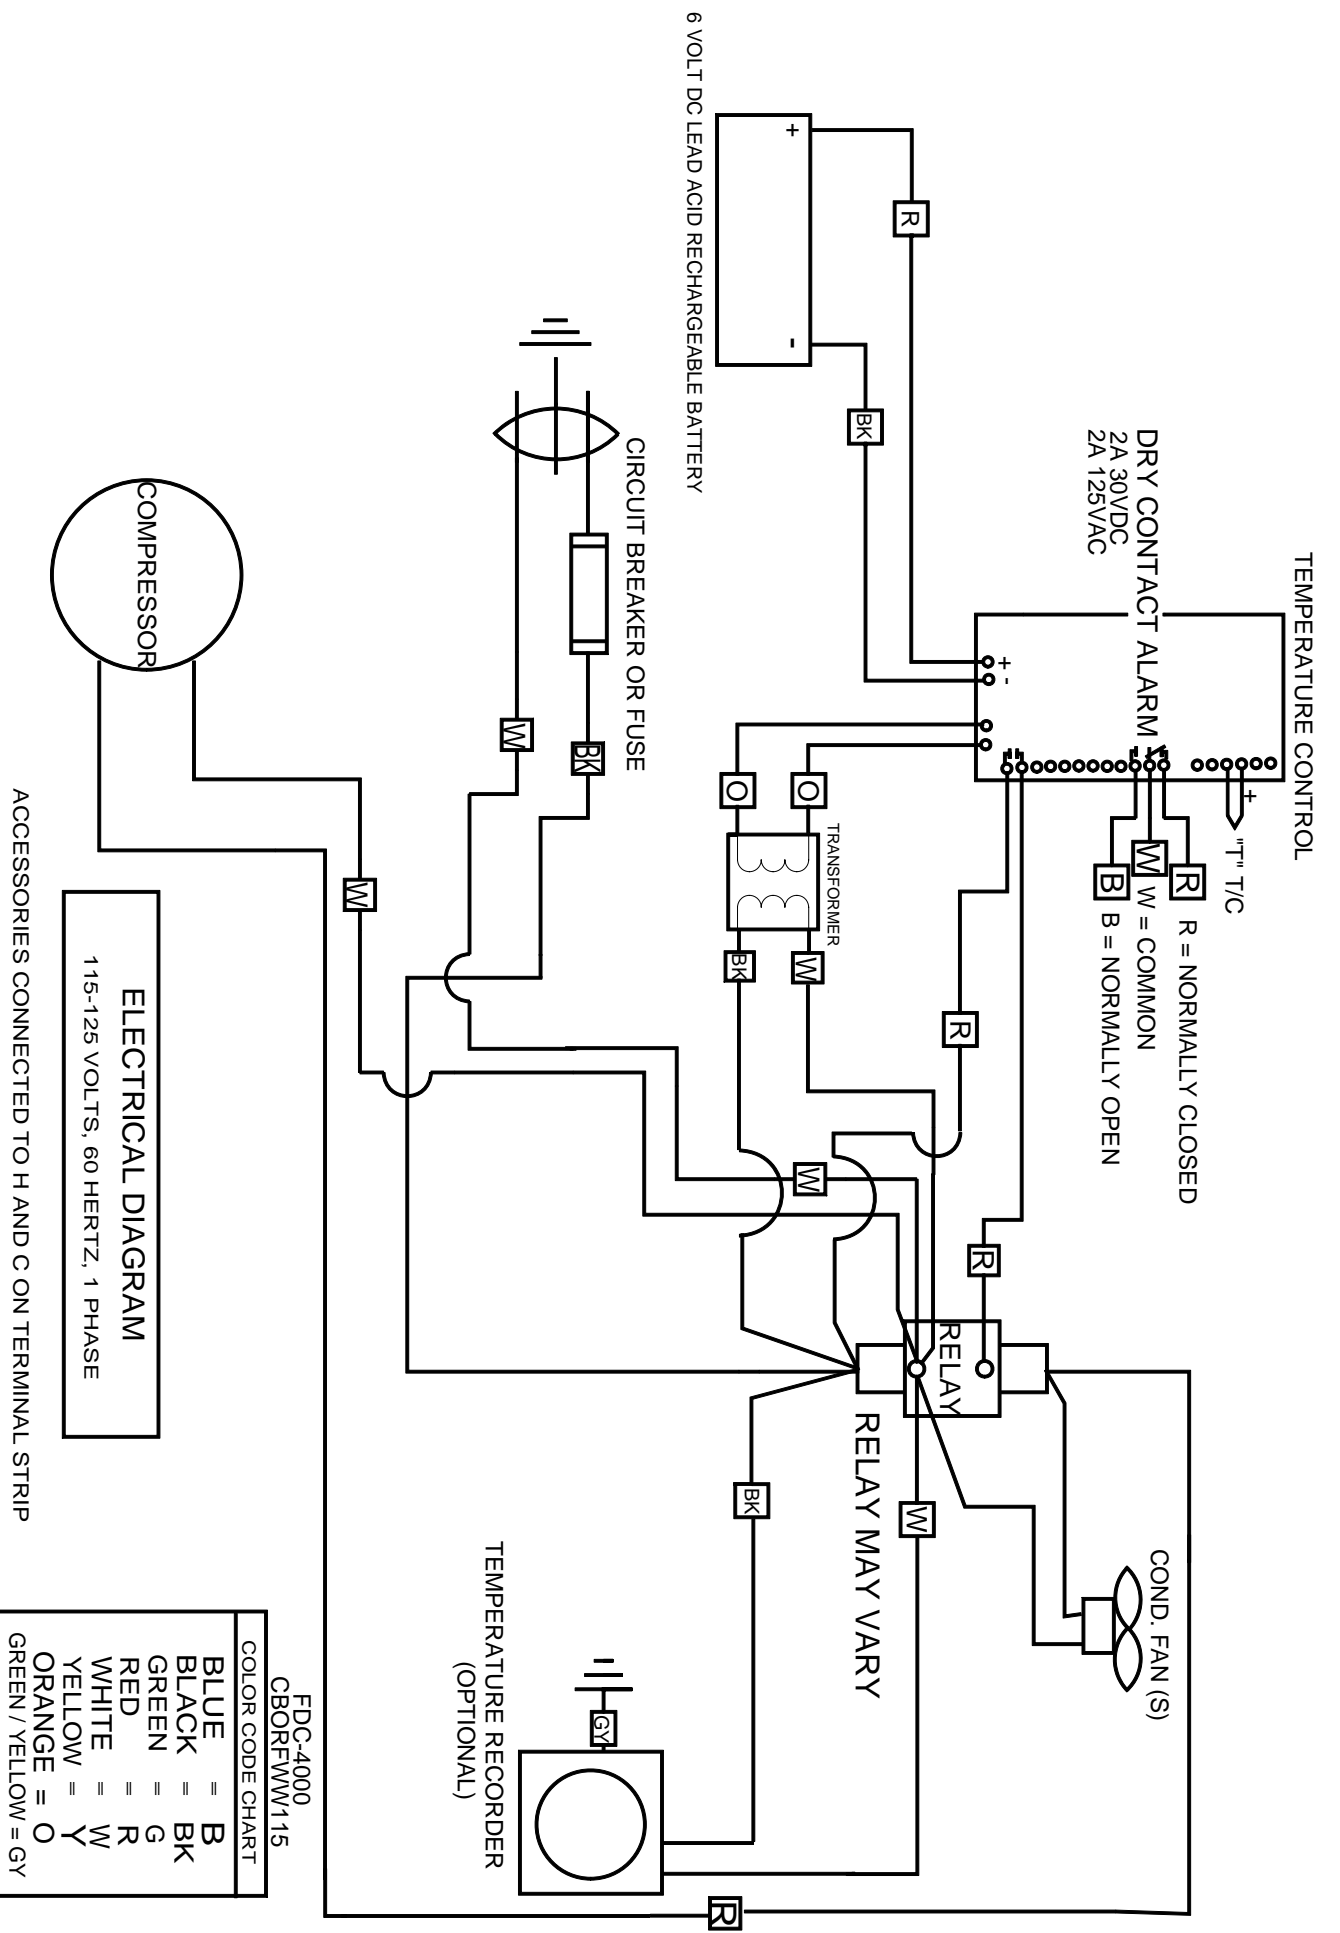 TEMPERATURE CONTROL
DRY CONTACT ALARM
2A 30VDC
2A 125VAC
+
-
+
"T" T/C
R
R = NORMALLY CLOSED
W
W = COMMON
B
B = NORMALLY OPEN
6 VOLT DC LEAD ACID RECHARGEABLE BATTERY
+
-
R
BK
O
O
TRANSFORMER
BK
W
R
R
W
RELAY
RELAY MAY VARY
COND. FAN (S)
CIRCUIT BREAKER OR FUSE
W
BK
COMPRESSOR
W
BK
W
GY
TEMPERATURE RECORDER
(OPTIONAL)
R
ELECTRICAL DIAGRAM
115-125 VOLTS, 60 HERTZ, 1 PHASE
ACCESSORIES CONNECTED TO H AND C ON TERMINAL STRIP
FDC-4000
CBORFWW115
COLOR CODE CHART
BLUE = B
BLACK = BK
GREEN = G
RED = R
WHITE = W
YELLOW = Y
ORANGE = O
GREEN / YELLOW = GY